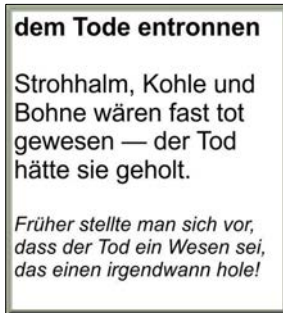 dem Tode entronnen
Strohhalm, Kohle und
Bohne wären fast tot
gewesen — der Tod
hätte sie geholt.
Früher stellte man sich vor,
dass der Tod ein Wesen sei,
das einen irgendwann hole!